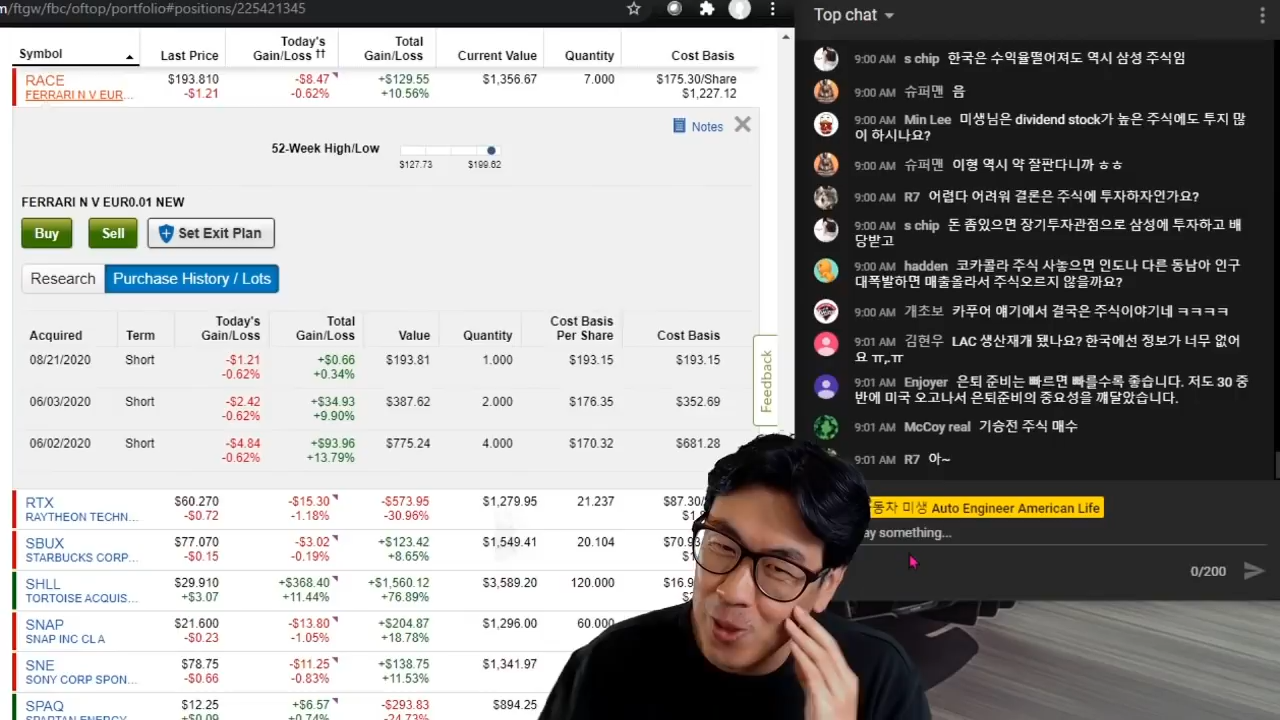 m/ftgw/fbc/oftop/portfolio#positions/225421345
Symbol Last Price Today's Gain/Loss †† Total Gain/Loss Current Value Quantity Cost Basis
RACE $193.810 -$8.47 +$129.55 $1,356.67 7.000 $175.30/Share
FERRARI N V EUR... -$1.21 -0.62% +10.56% $1,227.12
Notes
52-Week High/Low
$127.73 $199.62
FERRARI N V EUR0.01 NEW
Buy Sell Set Exit Plan
Research Purchase History / Lots
Acquired Term Today's Gain/Loss Total Gain/Loss Value Quantity Cost Basis Per Share Cost Basis
08/21/2020 Short -$1.21 +$0.66 $193.81 1.000 $193.15 $193.15
-0.62% +0.34%
06/03/2020 Short -$2.42 +$34.93 $387.62 2.000 $176.35 $352.69
-0.62% +9.90%
06/02/2020 Short -$4.84 +$93.96 $775.24 4.000 $170.32 $681.28
-0.62% +13.79%
Feedback
RTX $60.270 -$15.30 -$573.95 $1,279.95 21.237 $87.30/
RAYTHEON TECHN... -$0.72 -1.18% -30.96%
SBUX $77.070 -$3.02 +$123.42 $1,549.41 20.104 $70.93
STARBUCKS CORP... -$0.15 -0.19% +8.65%
SHLL $29.910 +$368.40 +$1,560.12 $3,589.20 120.000 $16.9
TORTOISE ACQUIS... +$3.07 +11.44% +76.89%
SNAP $21.600 -$13.80 +$204.87 $1,296.00 60.000
SNAP INC CL A -$0.23 -1.05% +18.78%
SNE $78.75 -$11.25 +$138.75 $1,341.97
SONY CORP SPON... -$0.66 -0.83% +11.53%
SPAQ $12.25 +$6.57 -$293.83 $894.25
SPARTAN ENERGY +$0.09 +0.74% -24.73%
Top chat
9:00 AM s chip 한국은 수익율떨어져도 역시 삼성 주식임
9:00 AM 슈퍼맨 음
9:00 AM Min Lee 미생님은 dividend stock가 높은 주식에도 투지 많
이 하시나요?
9:00 AM 슈퍼맨 이형 역시 약 잘판다니까 ㅎㅎ
9:00 AM R7 어렵다 어려워 결론은 주식에 투자하자인가요?
9:00 AM s chip 돈 좀있으면 장기투자관점으로 삼성에 투자하고 배
당받고
9:00 AM hadden 코카콜라 주식 사놓으면 인도나 다른 동남아 인구
대폭발하면 매출올라서 주식오르지 않을까요?
9:00 AM 개초보 카푸어 얘기에서 결국은 주식이야기네 ㅋㅋㅋㅋ
9:01 AM 김현우 LAC 생산재개 됐나요? 한국에선 정보가 너무 없어
요 ㅠ,.ㅠ
9:01 AM Enjoyer 은퇴 준비는 빠르면 빠를수록 좋습니다. 저도 30 중
반에 미국 오고나서 은퇴준비의 중요성을 깨달았습니다.
9:01 AM McCoy real 기승전 주식 매수
9:01 AM R7 아~
동차 미생 Auto Engineer American Life
ay something...
0/200